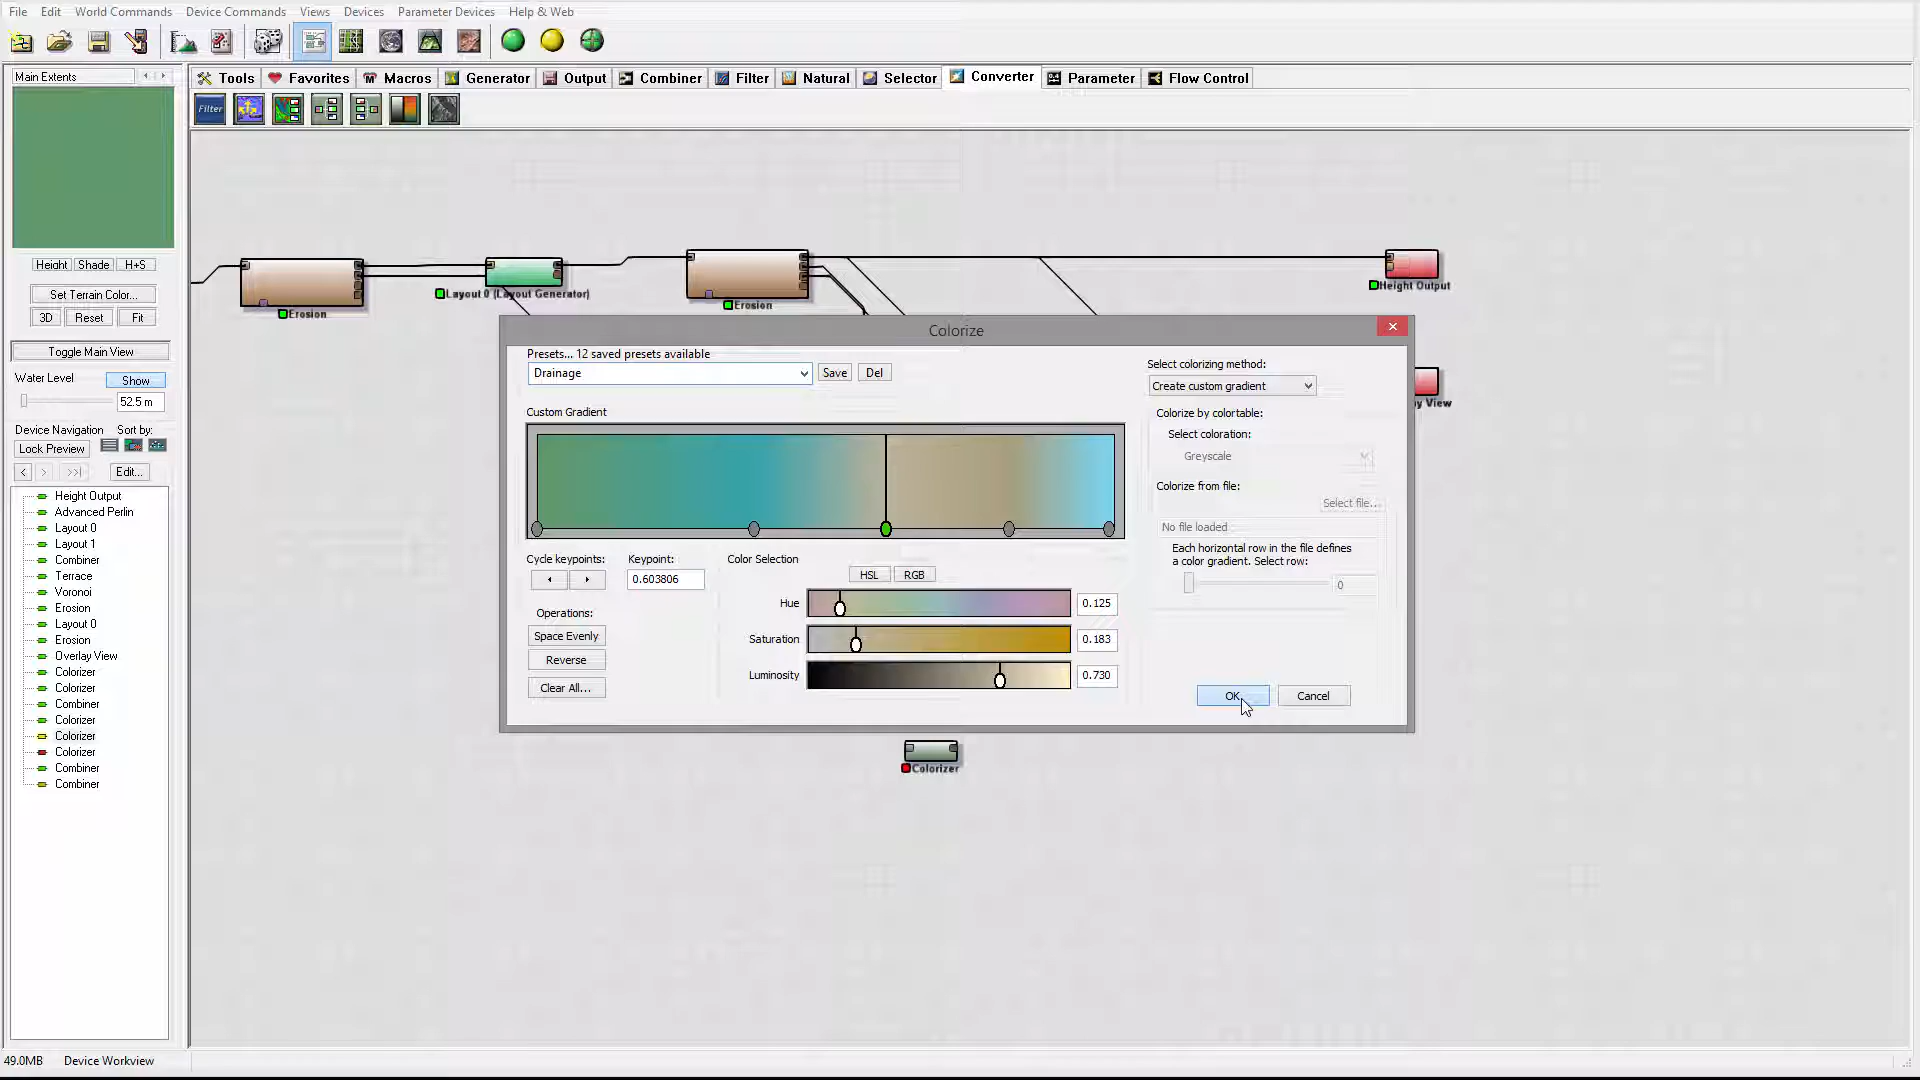 File Edit World Commands Device Commands Views Devices Parameter Devices Help & Web
Main Extents
Tools Favorites Macros Generator Output Combiner Filter Natural Selector Converter Parameter Flow Control
Filter
Height Shade H+S
Set Terrain Color...
3D Reset Fit
Toggle Main View
Water Level Show
52.5 m
Device Navigation Sort by:
Lock Preview
< > >>| Edit...
Height Output
Advanced Perlin
Layout 0
Layout 1
Combiner
Terrace
Voronoi
Erosion
Layout 0
Erosion
Overlay View
Colorizer
Colorizer
Combiner
Colorizer
Colorizer
Colorizer
Combiner
Combiner
Erosion
Layout 0 (Layout Generator)
Erosion
Height Output
y View
Colorizer
Colorize
Presets... 12 saved presets available
Drainage Save Del
Custom Gradient
Cycle keypoints: Keypoint:
0.603806
Operations:
Space Evenly
Reverse
Clear All...
Color Selection
HSL RGB
Hue 0.125
Saturation 0.183
Luminosity 0.730
Select colorizing method:
Create custom gradient
Colorize by colortable:
Select coloration:
Greyscale
Colorize from file:
Select file...
No file loaded
Each horizontal row in the file defines
a color gradient. Select row:
0
OK Cancel
49.0MB Device Workview